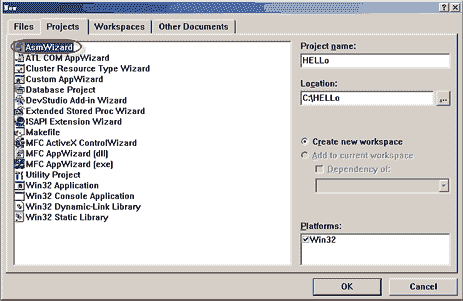 New
Files
Projects
Workspaces
Other Documents
AsmWizard
ATL COM AppWizard
Cluster Resource Type Wizard
Custom AppWizard
Database Project
DevStudio Add-in Wizard
Extended Stored Proc Wizard
ISAPI Extension Wizard
Makefile
MFC ActiveX ControlWizard
MFC AppWizard (dll)
MFC AppWizard (exe)
Utility Project
Win32 Application
Win32 Console Application
Win32 Dynamic-Link Library
Win32 Static Library
Project name:
HELLo
Location:
C:\HELLo
...
Create new workspace
Add to current workspace
Dependency of:
Platforms:
Win32
OK
Cancel